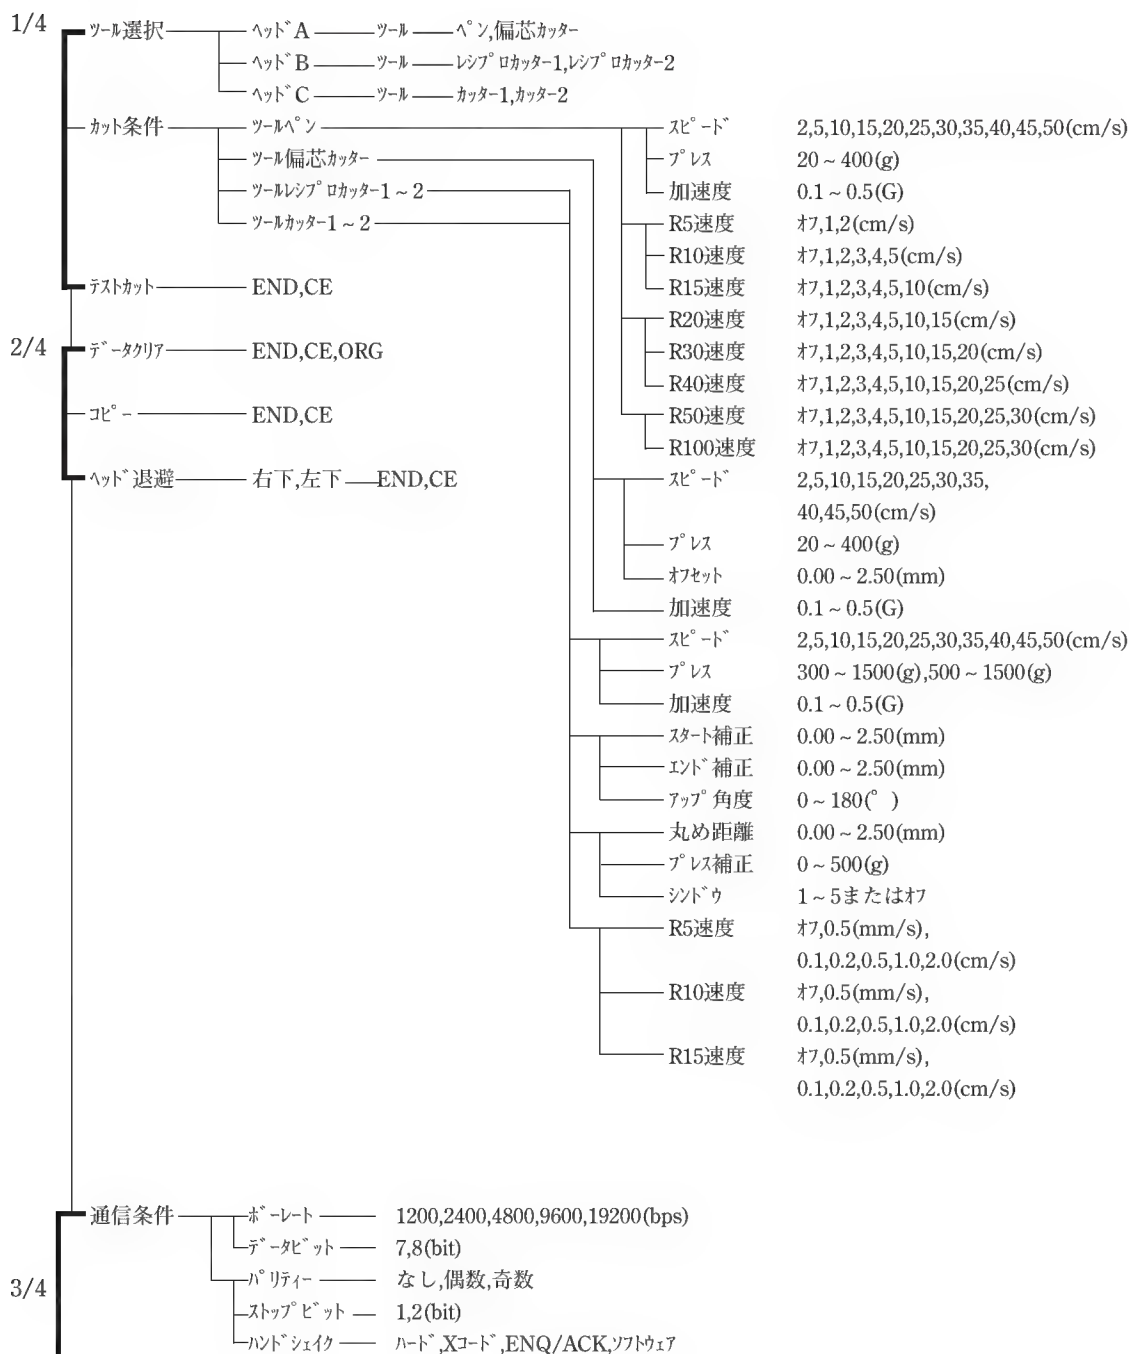 1/4
ﾂｰﾙ選択 ﾍｯﾄﾞA ﾂｰﾙ ﾍﾟﾝ,偏芯ｶｯﾀｰ
ﾍｯﾄﾞB ﾂｰﾙ ﾚｼﾌﾟﾛｶｯﾀｰ1,ﾚｼﾌﾟﾛｶｯﾀｰ2
ﾍｯﾄﾞC ﾂｰﾙ ｶｯﾀｰ1,ｶｯﾀｰ2
ｶｯﾄ条件 ﾂｰﾙﾍﾟﾝ ｽﾋﾟｰﾄﾞ 2,5,10,15,20,25,30,35,40,45,50(cm/s)
ﾂｰﾙ偏芯ｶｯﾀｰ ﾌﾟﾚｽ 20～400(g)
ﾂｰﾙﾚｼﾌﾟﾛｶｯﾀｰ1～2 加速度 0.1～0.5(G)
ﾂｰﾙｶｯﾀｰ1～2 R5速度 ｵﾌ,1,2(cm/s)
R10速度 ｵﾌ,1,2,3,4,5(cm/s)
ﾃｽﾄｶｯﾄ END,CE R15速度 ｵﾌ,1,2,3,4,5,10(cm/s)
R20速度 ｵﾌ,1,2,3,4,5,10,15(cm/s)
2/4
ﾃﾞｰﾀｸﾘｱ END,CE,ORG R30速度 ｵﾌ,1,2,3,4,5,10,15,20(cm/s)
R40速度 ｵﾌ,1,2,3,4,5,10,15,20,25(cm/s)
ｺﾋﾟｰ END,CE R50速度 ｵﾌ,1,2,3,4,5,10,15,20,25,30(cm/s)
R100速度 ｵﾌ,1,2,3,4,5,10,15,20,25,30(cm/s)
ﾍｯﾄﾞ退避 右下,左下 END,CE ｽﾋﾟｰﾄﾞ 2,5,10,15,20,25,30,35,
40,45,50(cm/s)
ﾌﾟﾚｽ 20～400(g)
ｵﾌｾｯﾄ 0.00～2.50(mm)
加速度 0.1～0.5(G)
ｽﾋﾟｰﾄﾞ 2,5,10,15,20,25,30,35,40,45,50(cm/s)
ﾌﾟﾚｽ 300～1500(g),500～1500(g)
加速度 0.1～0.5(G)
ｽﾀｰﾄ補正 0.00～2.50(mm)
ｴﾝﾄﾞ補正 0.00～2.50(mm)
ｱｯﾌﾟ角度 0～180(°)
丸め距離 0.00～2.50(mm)
ﾌﾟﾚｽ補正 0～500(g)
ｼﾝﾄﾞｳ 1～5またはｵﾌ
R5速度 ｵﾌ,0.5(mm/s),
0.1,0.2,0.5,1.0,2.0(cm/s)
R10速度 ｵﾌ,0.5(mm/s),
0.1,0.2,0.5,1.0,2.0(cm/s)
R15速度 ｵﾌ,0.5(mm/s),
0.1,0.2,0.5,1.0,2.0(cm/s)
通信条件 ﾎﾞｰﾚｰﾄ 1200,2400,4800,9600,19200(bps)
ﾃﾞｰﾀﾋﾞｯﾄ 7,8(bit)
3/4
ﾊﾟﾘﾃｨｰ なし,偶数,奇数
ｽﾄｯﾌﾟﾋﾞｯﾄ 1,2(bit)
ﾊﾝﾄﾞｼｪｲｸ ﾊｰﾄﾞ,Xｺｰﾄﾞ,ENQ/ACK,ｿﾌﾄｳｪｱ